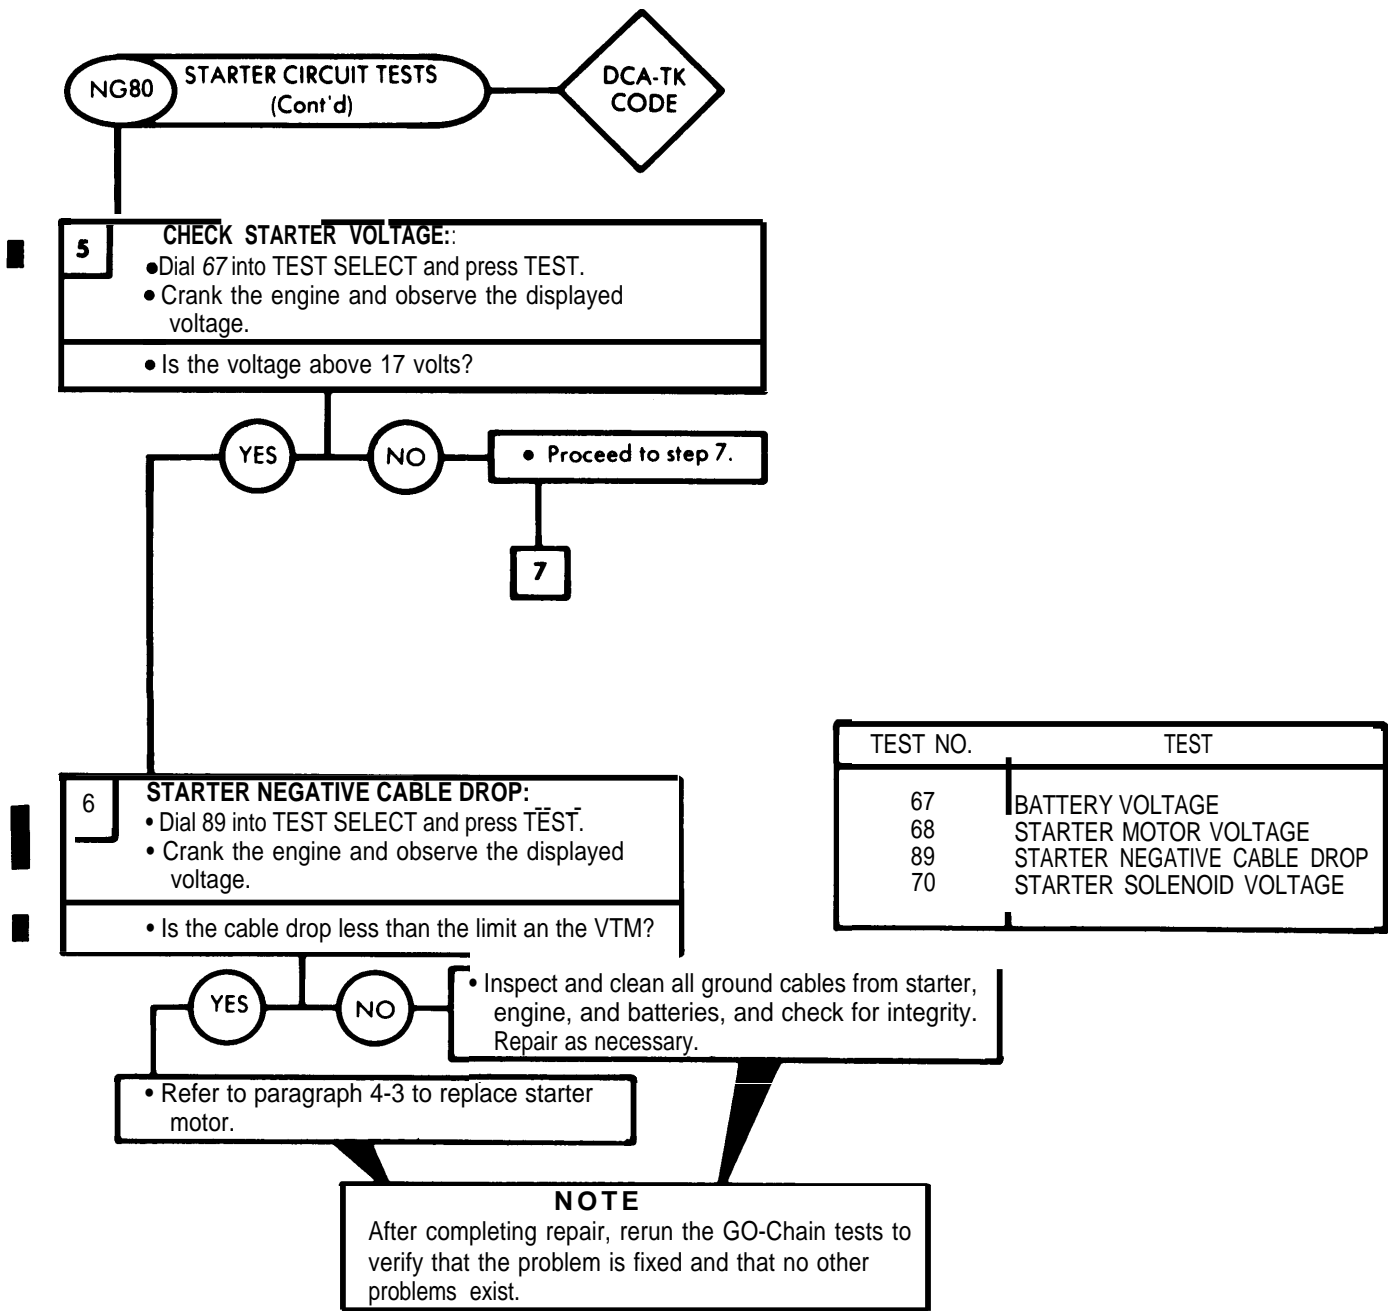 NG80
STARTER CIRCUIT TESTS
(Cont'd)
DCA-TK
CODE
5
CHECK STARTER VOLTAGE::
• Dial 67 into TEST SELECT and press TEST.
• Crank the engine and observe the displayed
voltage.
• Is the voltage above 17 volts?
YES
NO
• Proceed to step 7.
7
6
STARTER NEGATIVE CABLE DROP:
• Dial 89 into TEST SELECT and press TEST.
• Crank the engine and observe the displayed
voltage.
• Is the cable drop less than the limit an the VTM?
TEST NO. TEST
67 BATTERY VOLTAGE
68 STARTER MOTOR VOLTAGE
89 STARTER NEGATIVE CABLE DROP
70 STARTER SOLENOID VOLTAGE
YES
NO
• Inspect and clean all ground cables from starter,
engine, and batteries, and check for integrity.
Repair as necessary.
• Refer to paragraph 4-3 to replace starter
motor.
NOTE
After completing repair, rerun the GO-Chain tests to
verify that the problem is fixed and that no other
problems exist.